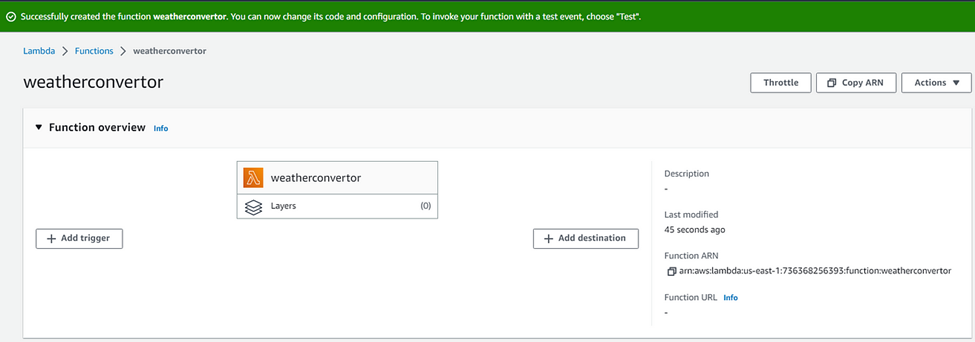 Successfully created the function weatherconvertor. You can now change its code and configuration. To invoke your function with a test event, choose "Test".
Lambda > Functions > weatherconvertor
weatherconvertor
Throttle
Copy ARN
Actions
Function overview Info
weatherconvertor
Layers (0)
Add trigger
Add destination
Description
-
Last modified
45 seconds ago
Function ARN
arn:aws:lambda:us-east-1:736368256393:function:weatherconvertor
Function URL Info
-